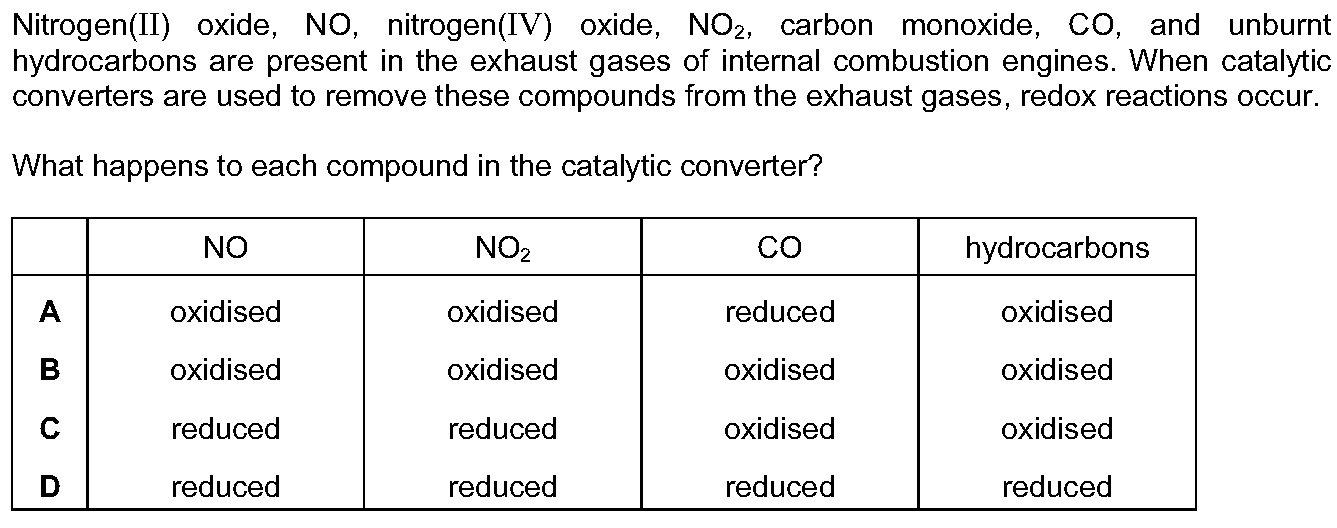 Nitrogen(II) oxide, NO, nitrogen(IV) oxide, NO₂, carbon monoxide, CO, and unburnt
hydrocarbons are present in the exhaust gases of internal combustion engines. When catalytic
converters are used to remove these compounds from the exhaust gases, redox reactions occur.
What happens to each compound in the catalytic converter?
NO NO₂ CO hydrocarbons
A oxidised oxidised reduced oxidised
B oxidised oxidised oxidised oxidised
C reduced reduced oxidised oxidised
D reduced reduced reduced reduced